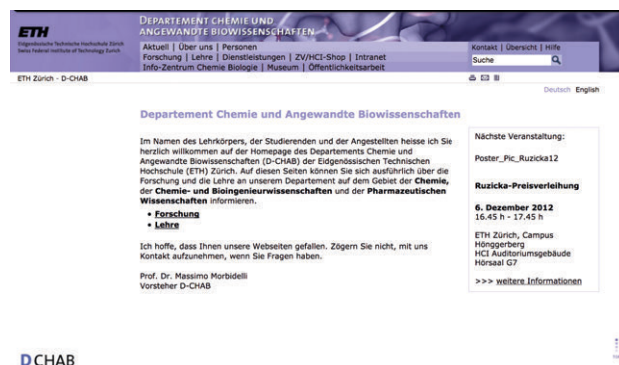 ETH
Eidgenössische Technische Hochschule Zürich
Swiss Federal Institute of Technology Zurich
DEPARTEMENT CHEMIE UND
ANGEWANDTE BIOWISSENSCHAFTEN
Aktuell | Über uns | Personen
Forschung | Lehre | Dienstleistungen | ZV/HCI-Shop | Intranet
Info-Zentrum Chemie Biologie | Museum | Öffentlichkeitsarbeit
Kontakt | Übersicht | Hilfe
Suche
ETH Zürich - D-CHAB
Deutsch English
Departement Chemie und Angewandte Biowissenschaften
Im Namen des Lehrkörpers, der Studierenden und der Angestellten heisse ich Sie
herzlich willkommen auf der Homepage des Departements Chemie und
Angewandte Biowissenschaften (D-CHAB) der Eidgenössischen Technischen
Hochschule (ETH) Zürich. Auf diesen Seiten können Sie sich ausführlich über die
Forschung und die Lehre an unserem Departement auf dem Gebiet der Chemie,
der Chemie- und Bioingenieurwissenschaften und der Pharmazeutischen
Wissenschaften informieren.
• Forschung
• Lehre
Ich hoffe, dass Ihnen unsere Webseiten gefallen. Zögern Sie nicht, mit uns
Kontakt aufzunehmen, wenn Sie Fragen haben.
Prof. Dr. Massimo Morbidelli
Vorsteher D-CHAB
Nächste Veranstaltung:
Poster_Pic_Ruzicka12
Ruzicka-Preisverleihung
6. Dezember 2012
16.45 h - 17.45 h
ETH Zürich, Campus
Hönggerberg
HCI Auditoriumsgebäude
Hörsaal G7
>>> weitere Informationen
D CHAB